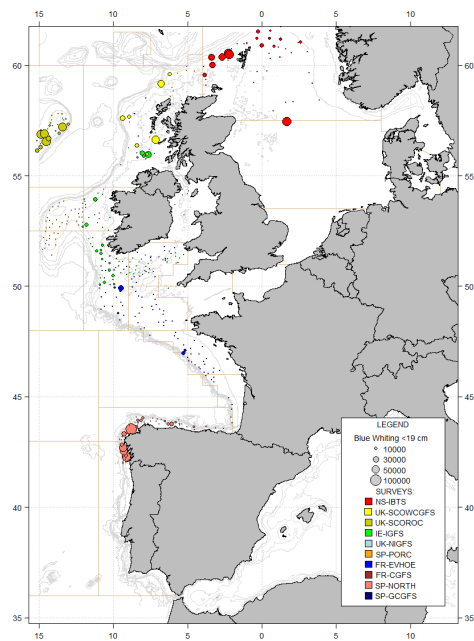 15 10 5 0 5 10
60 60
55 55
50 50
45 45
40 40
35 35
15 10 5 0 5 10
LEGEND
Blue Whiting <19 cm
10000
30000
50000
100000
SURVEYS:
NS-IBTS
UK-SCOWCGFS
UK-SCOROC
IE-IGFS
UK-NIGFS
SP-PORC
FR-EVHOE
FR-CGFS
SP-NORTH
SP-GCGFS